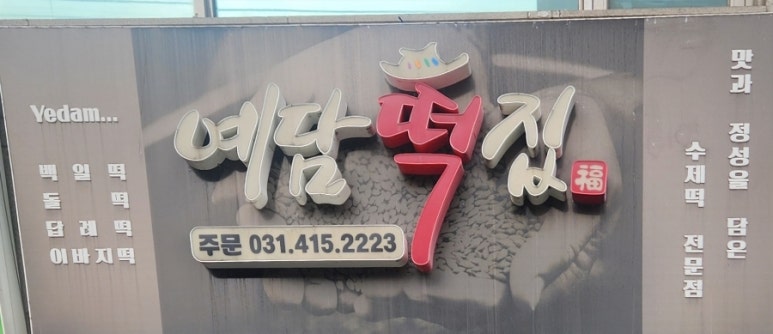 Yedam...
백일떡
돌떡
답례떡
이바지떡
예담떡집
福
주문 031.415.2223
맛과 정성을 담은
수제떡 전문점